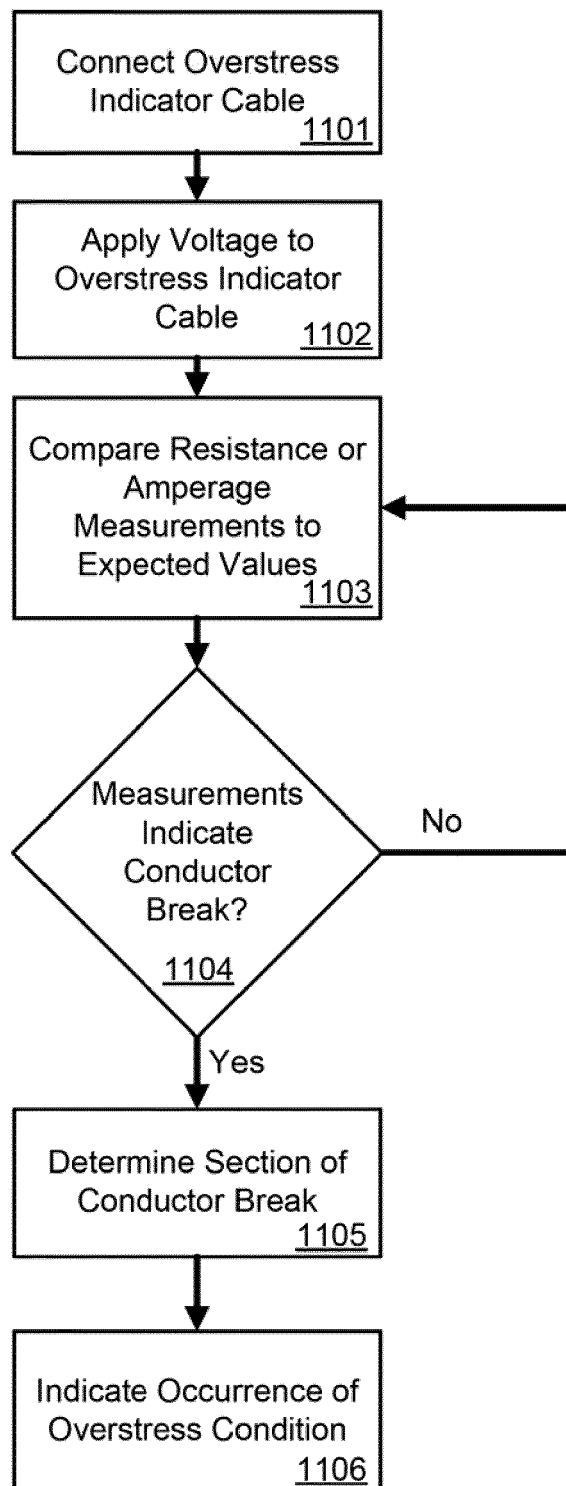 Connect Overstress
Indicator Cable
1101
Apply Voltage to
Overstress Indicator
Cable
1102
Compare Resistance or
Amperage
Measurements to
Expected Values
1103
Measurements
Indicate
Conductor
Break?
1104
No
Yes
Determine Section of
Conductor Break
1105
Indicate Occurrence of
Overstress Condition
1106